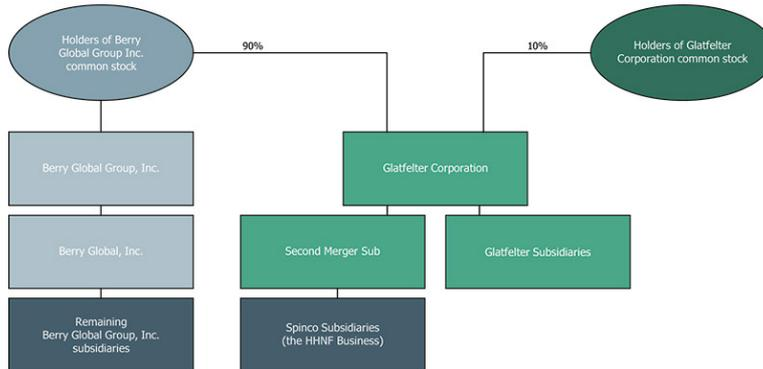 Holders of Berry
Global Group Inc.
common stock
90%
10%
Holders of Glatfelter
Corporation common stock
Berry Global Group, Inc.
Glatfelter Corporation
Berry Global, Inc.
Second Merger Sub
Glatfelter Subsidiaries
Remaining
Berry Global Group, Inc.
subsidiaries
Spinco Subsidiaries
(the HHNF Business)